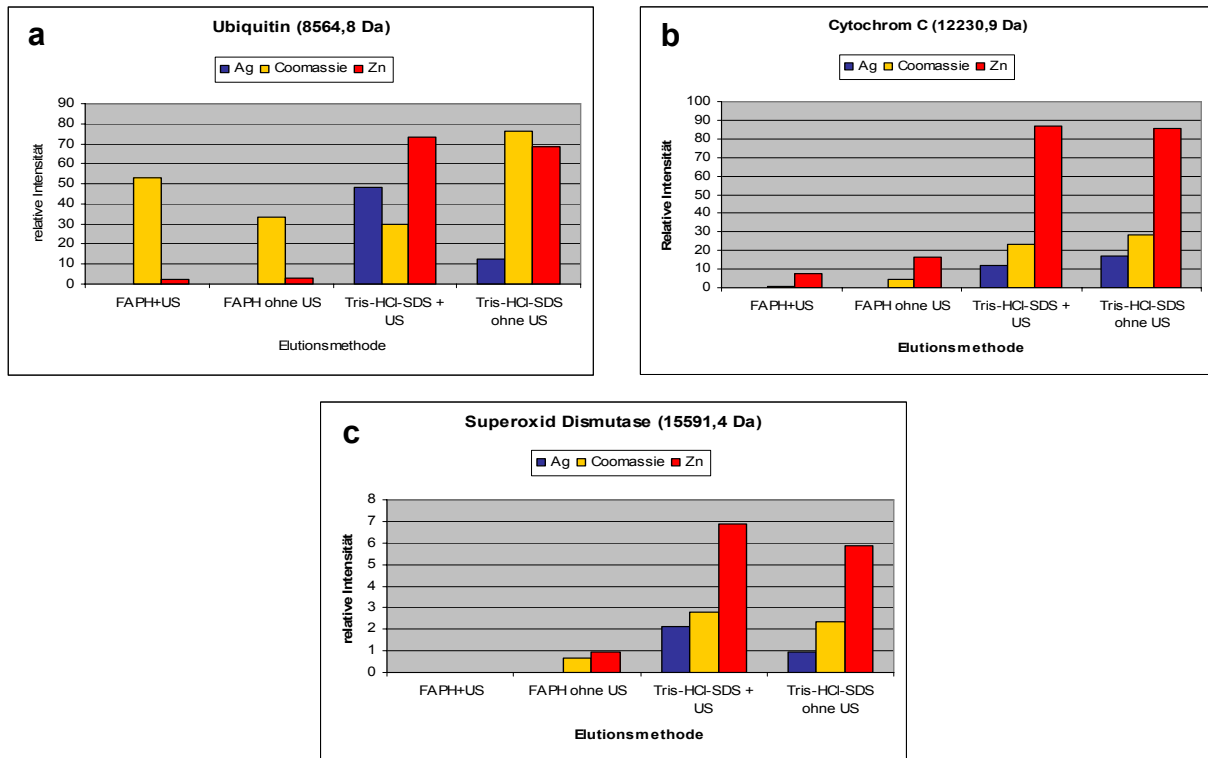 a
Ubiquitin (8564,8 Da)
Ag Coomassie Zn
relative Intensität
90
80
70
60
50
40
30
20
10
0
FAPH+US
FAPH ohne US
Tris-HCl-SDS +
US
Tris-HCl-SDS
ohne US
Elutionsmethode
b
Cytochrom C (12230,9 Da)
Ag Coomassie Zn
Relative Intensität
100
90
80
70
60
50
40
30
20
10
0
FAPH+US
FAPH ohne US
Tris-HCl-SDS +
US
Tris-HCl-SDS
ohne US
Elutionsmethode
c
Superoxid Dismutase (15591,4 Da)
Ag Coomassie Zn
relative Intensität
8
7
6
5
4
3
2
1
0
FAPH+US
FAPH ohne US
Tris-HCl-SDS +
US
Tris-HCl-SDS
ohne US
Elutionsmethode